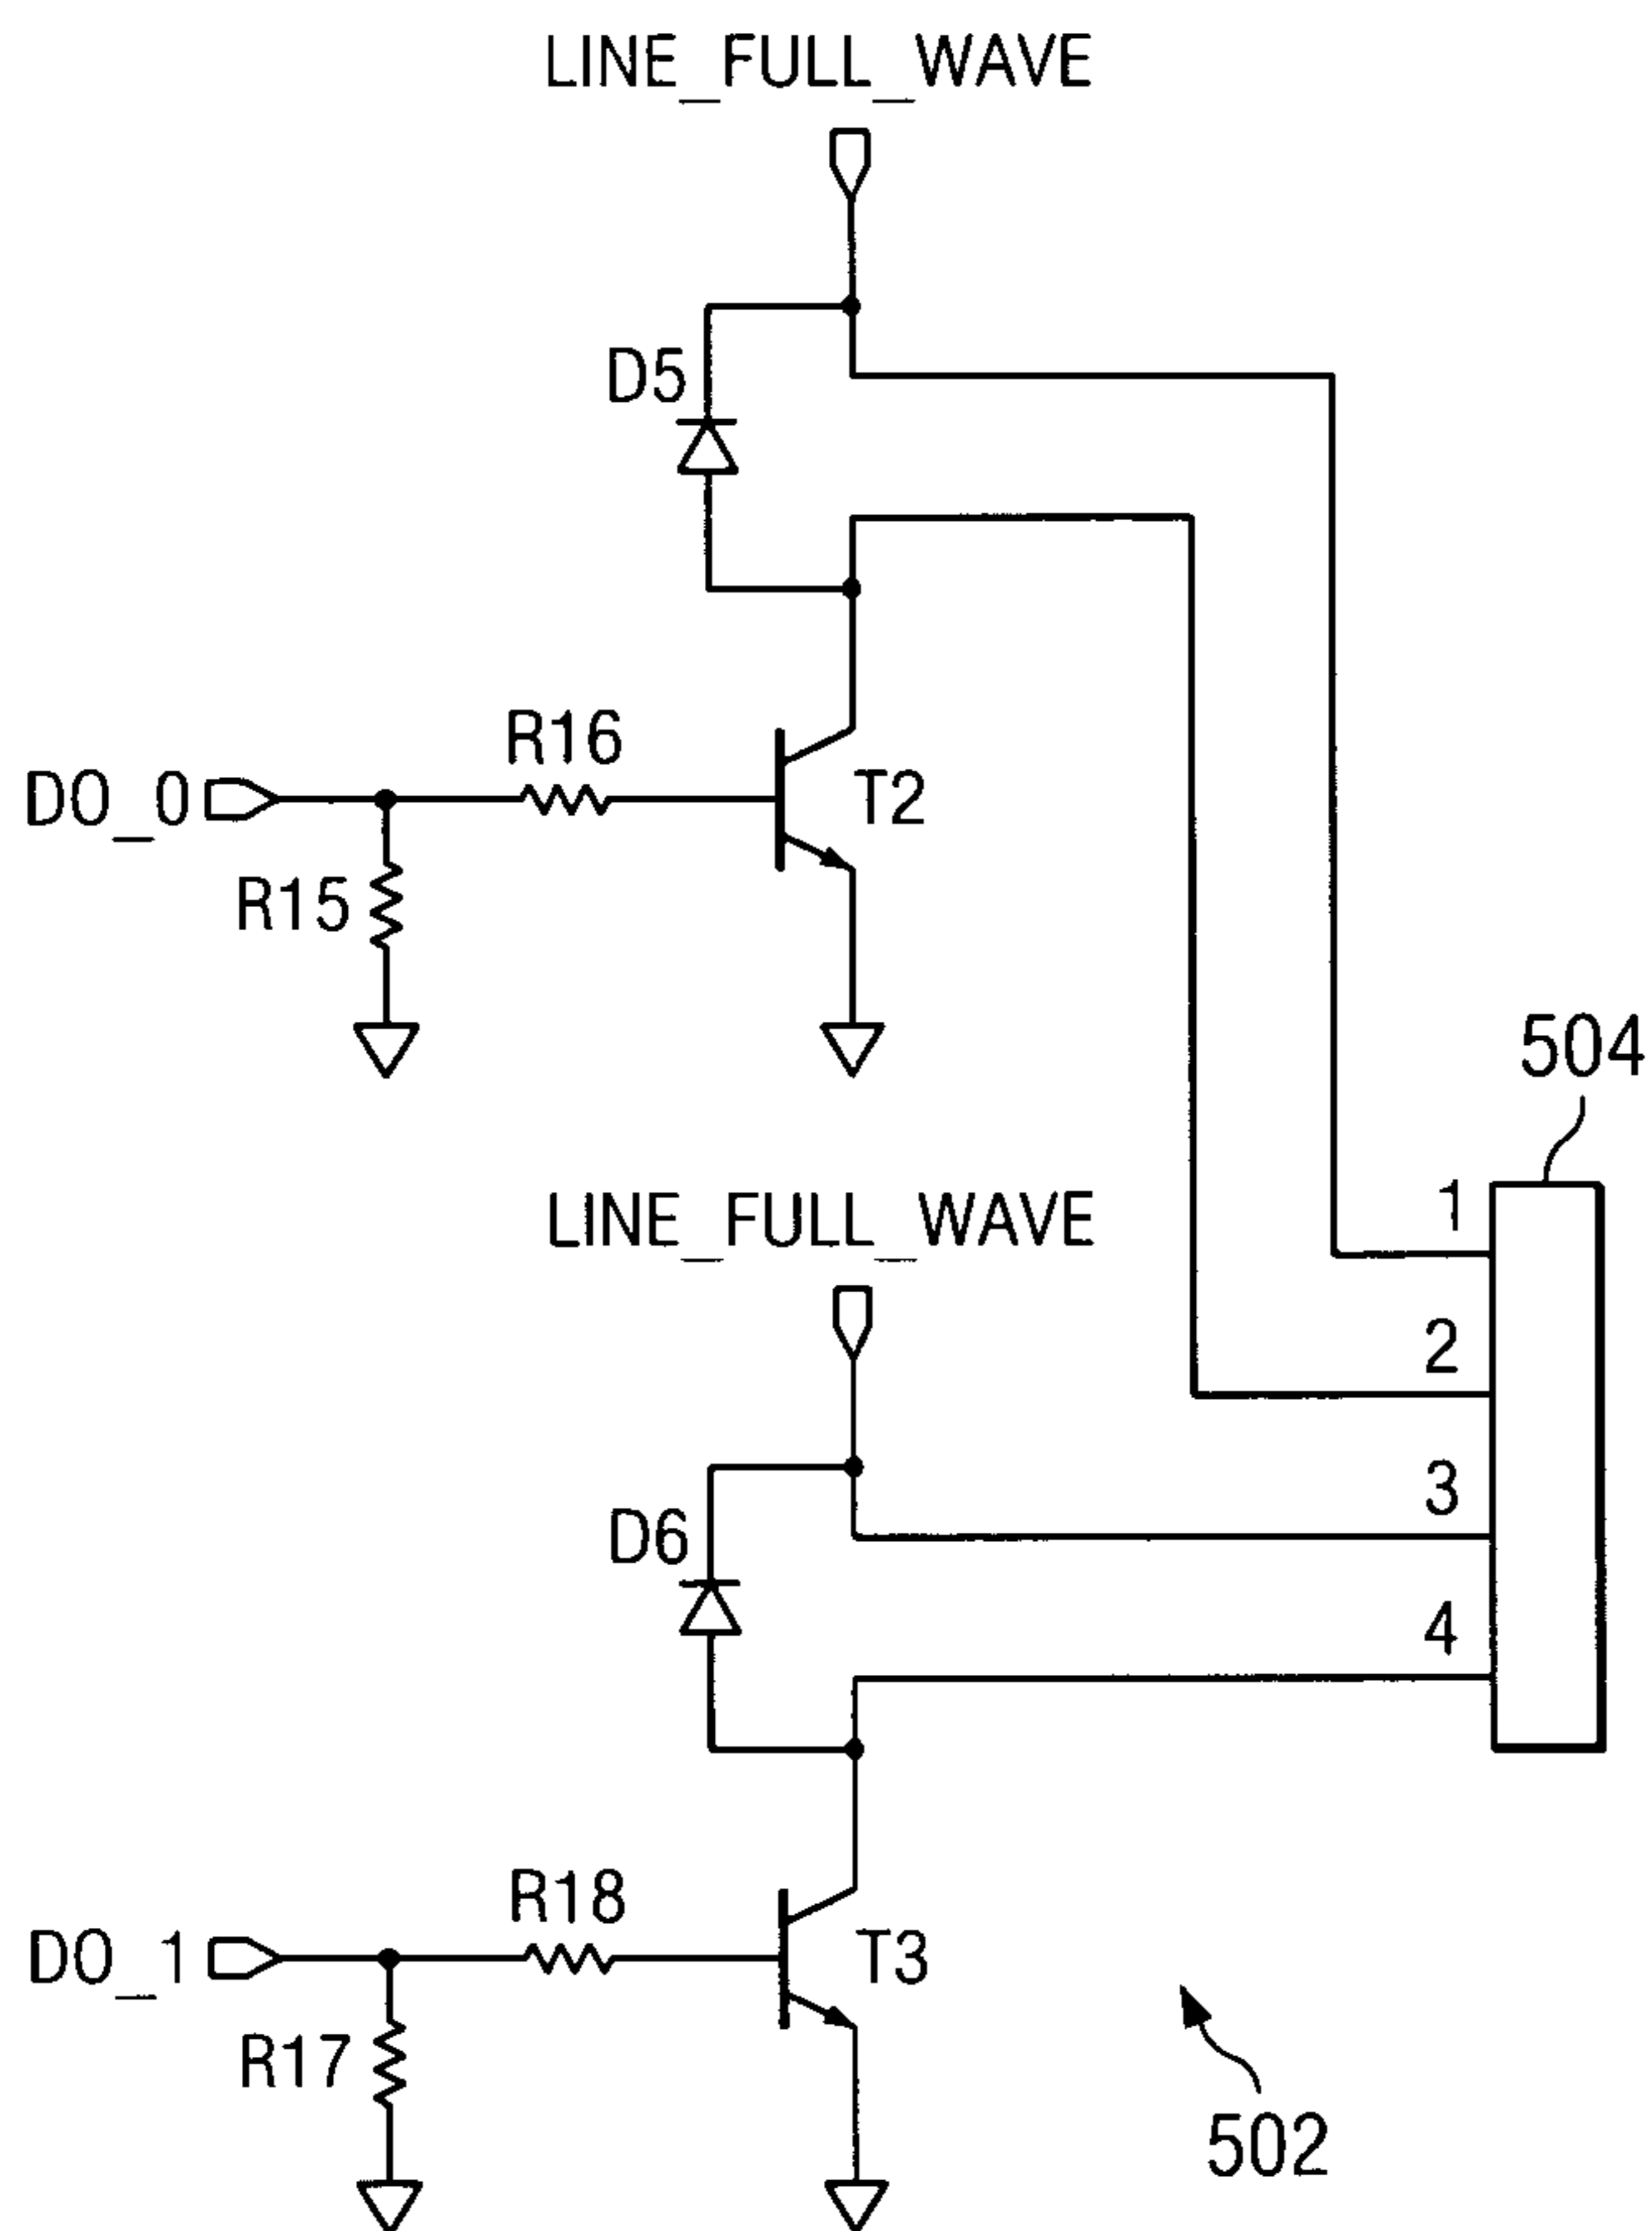 LINE_FULL_WAVE
D5
R16
DO_0
T2
R15
504
1
LINE_FULL_WAVE
2
3
D6
4
R18
DO_1
T3
R17
502